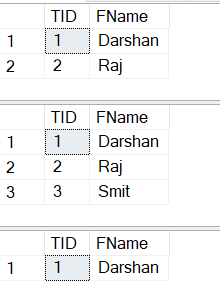 TID FName
1 1 Darshan
2 2 Raj
TID FName
1 1 Darshan
2 2 Raj
3 3 Smit
TID FName
1 1 Darshan